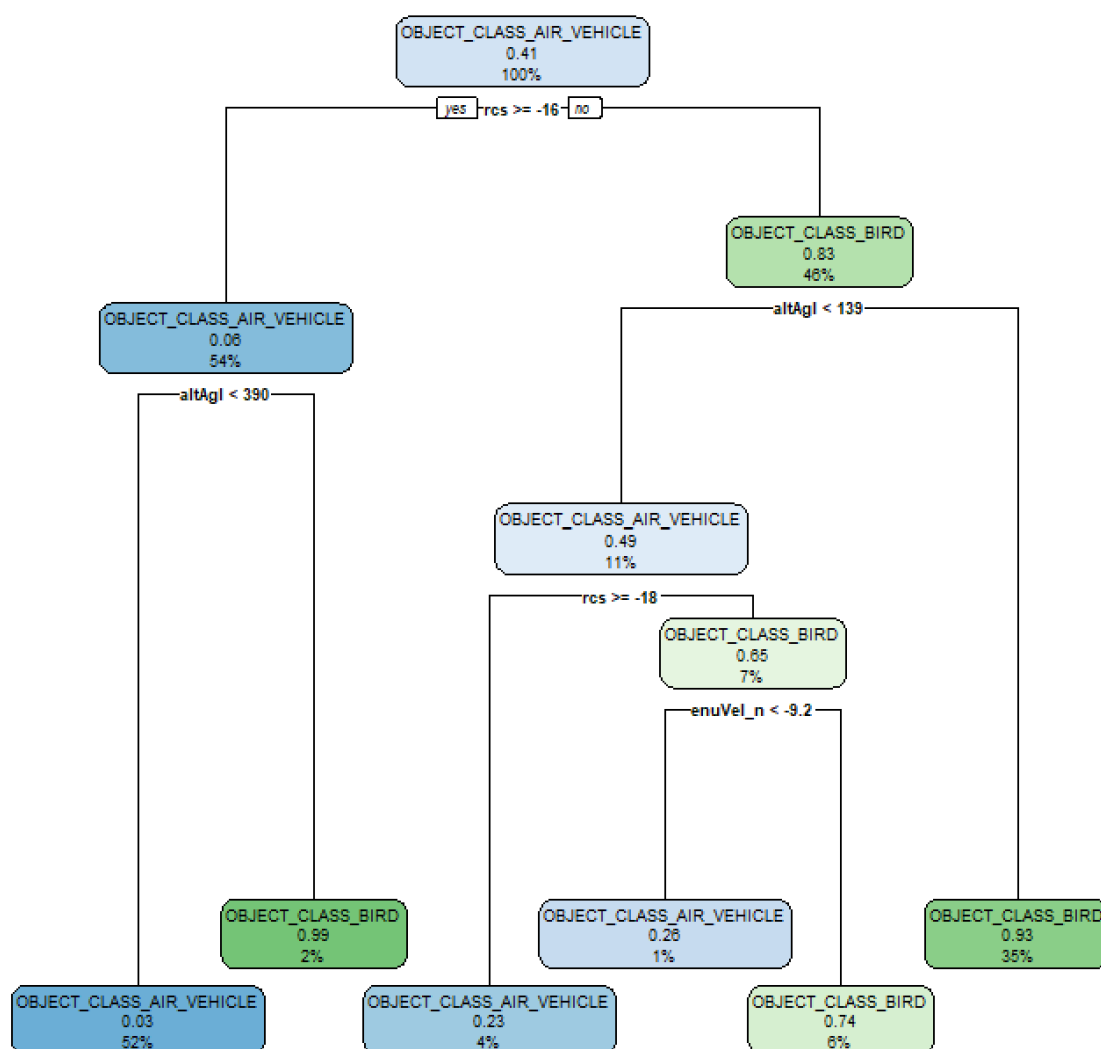 OBJECT_CLASS_AIR_VEHICLE
0.41
100%
yes rcs >= -16 no
OBJECT_CLASS_BIRD
0.83
46%
altAgl < 139
OBJECT_CLASS_AIR_VEHICLE
0.06
54%
altAgl < 390
OBJECT_CLASS_AIR_VEHICLE
0.49
11%
rcs >= -18
OBJECT_CLASS_BIRD
0.65
7%
enuVel_n < -9.2
OBJECT_CLASS_BIRD
0.99
2%
OBJECT_CLASS_AIR_VEHICLE
0.26
1%
OBJECT_CLASS_BIRD
0.93
35%
OBJECT_CLASS_AIR_VEHICLE
0.03
52%
OBJECT_CLASS_AIR_VEHICLE
0.23
4%
OBJECT_CLASS_BIRD
0.74
6%